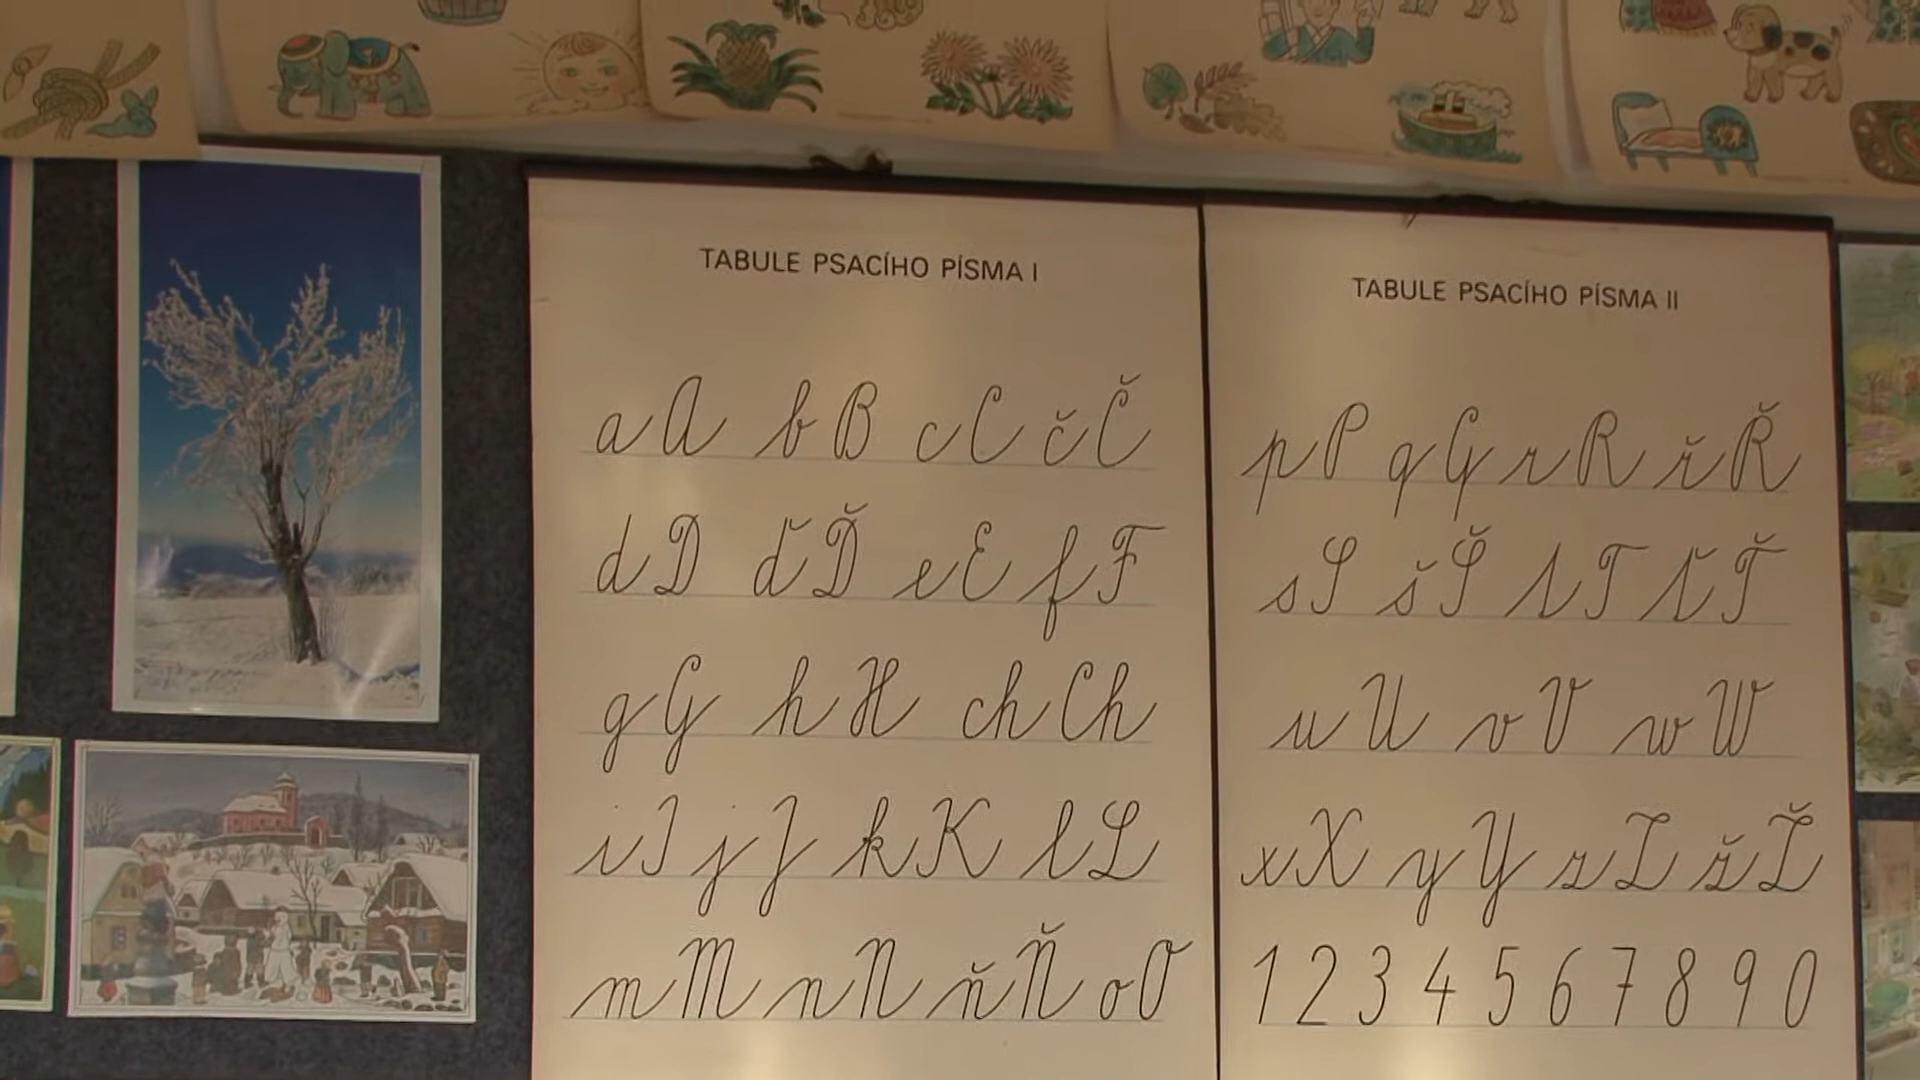 TABULE PSACÍHO PÍSMA I
a A b B c C č Č
d D ď Ď e E f F
g G h H ch Ch
i I j J k K l L
m M n N ň Ň o O
TABULE PSACÍHO PÍSMA II
p P q Q r R ř Ř
s S š Š t T ť Ť
u U v V w W
x X y Y z Z ž Ž
1 2 3 4 5 6 7 8 9 0